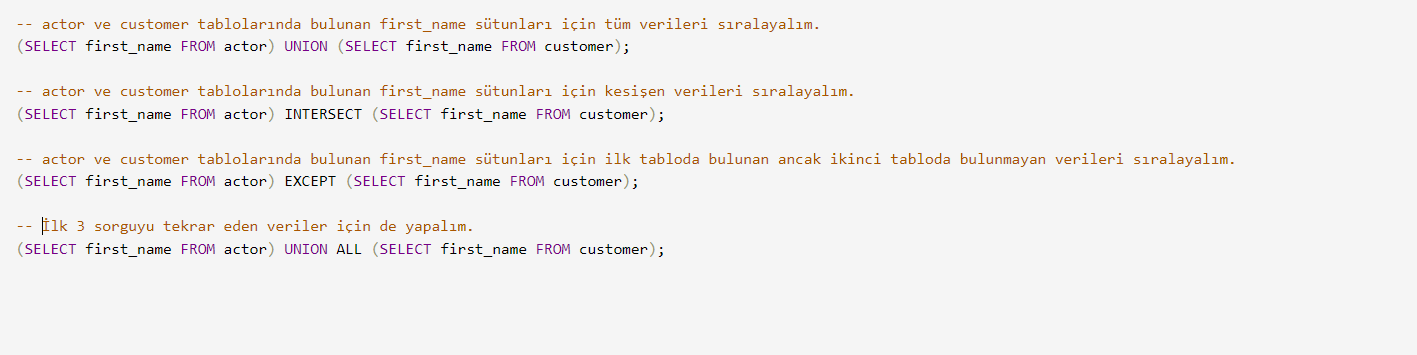 -- actor ve customer tablolarında bulunan first_name sütunları için tüm verileri sıralayalım.
(SELECT first_name FROM actor) UNION (SELECT first_name FROM customer);
-- actor ve customer tablolarında bulunan first_name sütunları için kesişen verileri sıralayalım.
(SELECT first_name FROM actor) INTERSECT (SELECT first_name FROM customer);
-- actor ve customer tablolarında bulunan first_name sütunları için ilk tabloda bulunan ancak ikinci tabloda bulunmayan verileri sıralayalım.
(SELECT first_name FROM actor) EXCEPT (SELECT first_name FROM customer);
-- İlk 3 sorguyu tekrar eden veriler için de yapalım.
(SELECT first_name FROM actor) UNION ALL (SELECT first_name FROM customer);